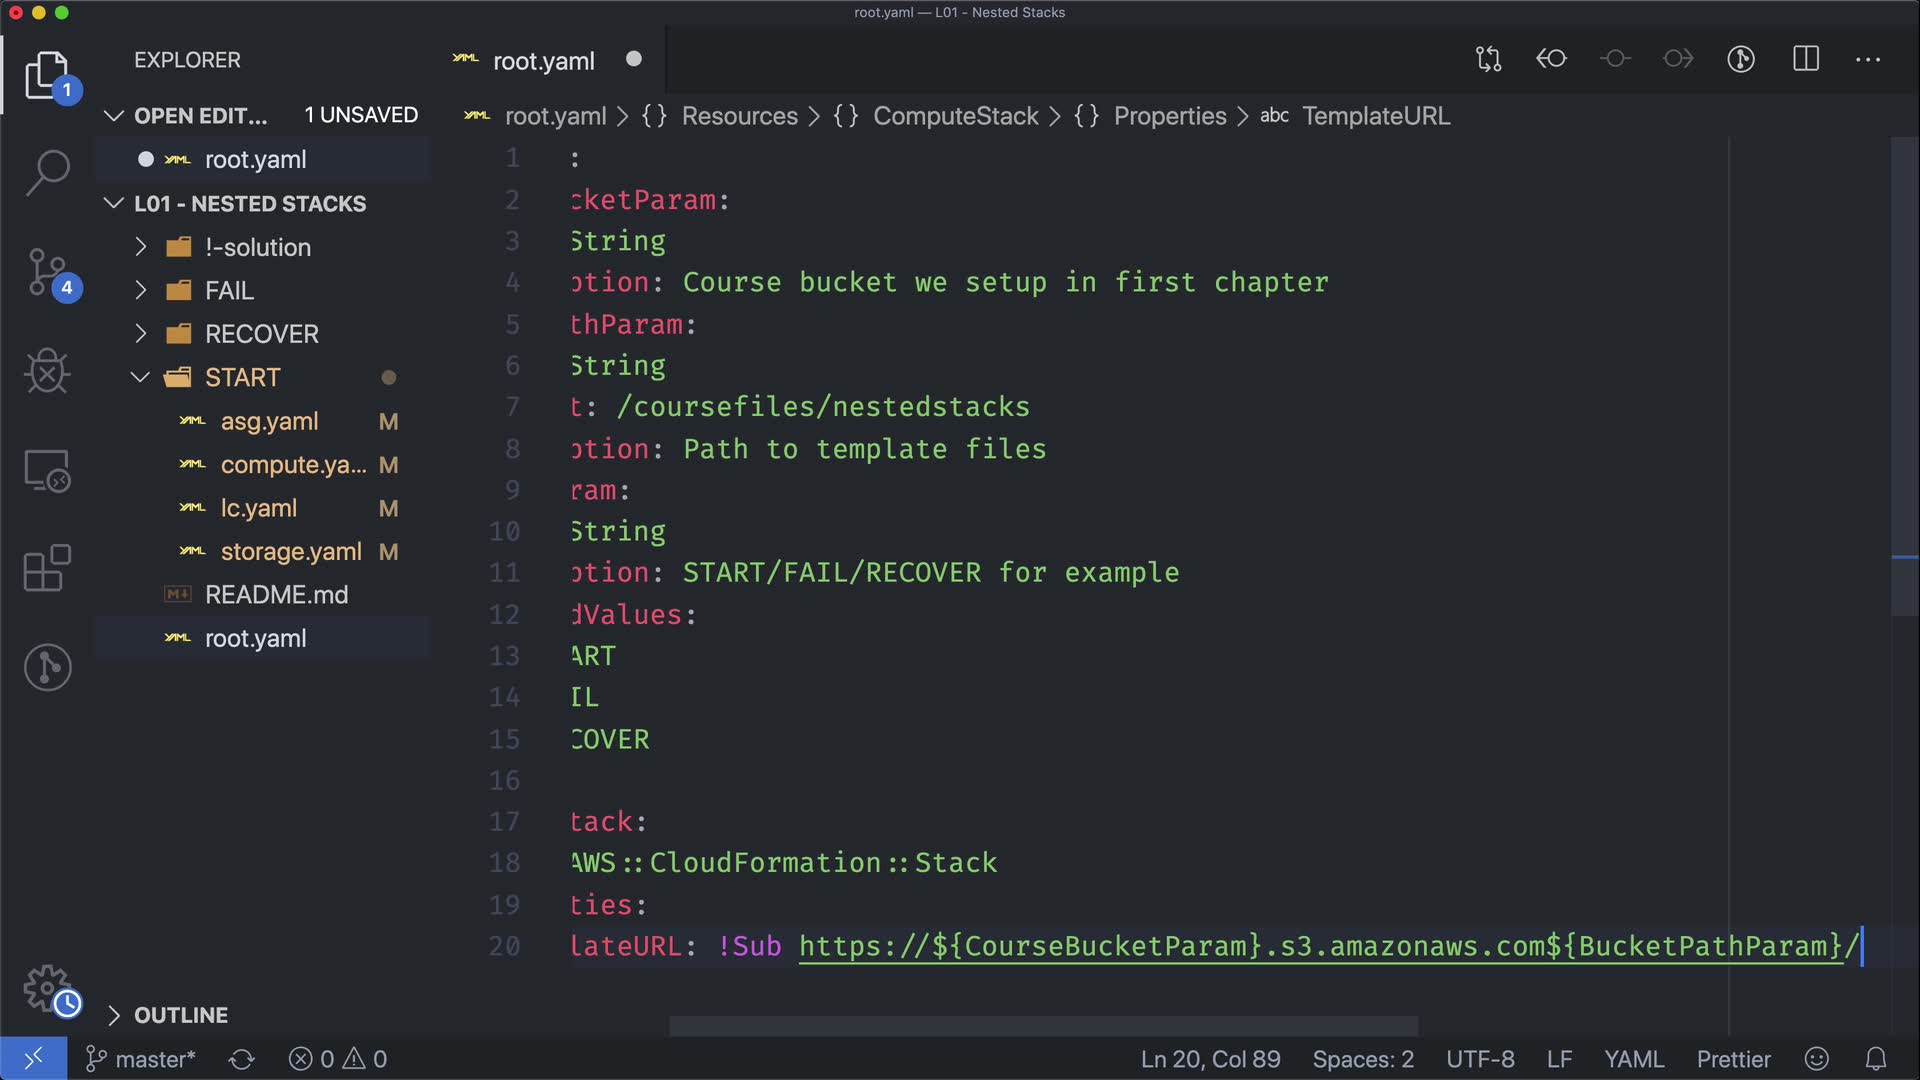 root.yaml — L01 - Nested Stacks
EXPLORER
1
OPEN EDIT... 1 UNSAVED
root.yaml
L01 - NESTED STACKS
!-solution
FAIL
RECOVER
START
asg.yaml M
compute.ya... M
lc.yaml M
storage.yaml M
README.md
root.yaml
OUTLINE
4
root.yaml
root.yaml > {} Resources > {} ComputeStack > {} Properties > abc TemplateURL
1 :
2 cketParam:
3 String
4 ption: Course bucket we setup in first chapter
5 thParam:
6 String
7 t: /coursefiles/nestedstacks
8 ption: Path to template files
9 ram:
10 String
11 ption: START/FAIL/RECOVER for example
12 dValues:
13 ART
14 IL
15 COVER
16
17 tack:
18 AWS::CloudFormation::Stack
19 ties:
20 lateURL: !Sub https://${CourseBucketParam}.s3.amazonaws.com${BucketPathParam}/
master* 0 0 Ln 20, Col 89 Spaces: 2 UTF-8 LF YAML Prettier